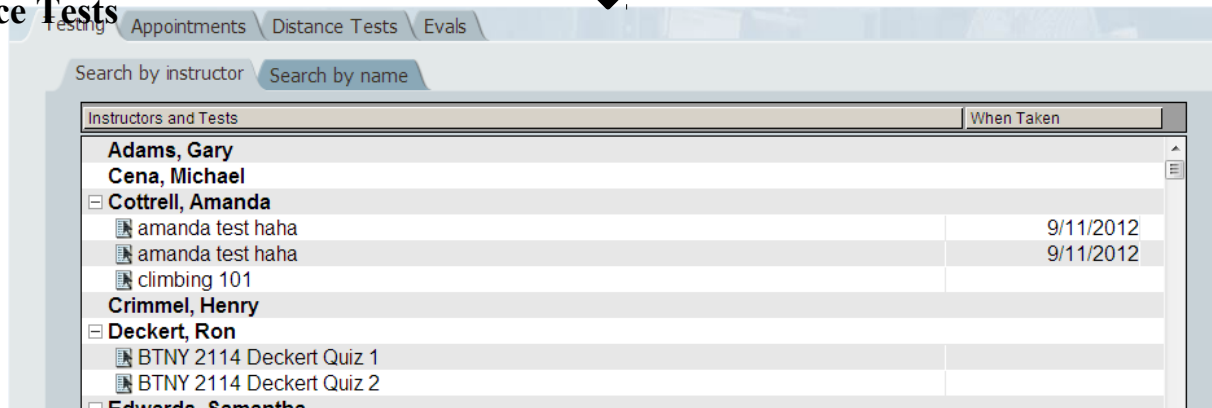 ce Tests
Testing Appointments Distance Tests Evals
Search by instructor Search by name
Instructors and Tests When Taken
Adams, Gary
Cena, Michael
Cottrell, Amanda
amanda test haha 9/11/2012
amanda test haha 9/11/2012
climbing 101
Crimmel, Henry
Deckert, Ron
BTNY 2114 Deckert Quiz 1
BTNY 2114 Deckert Quiz 2
Edwards, Samantha